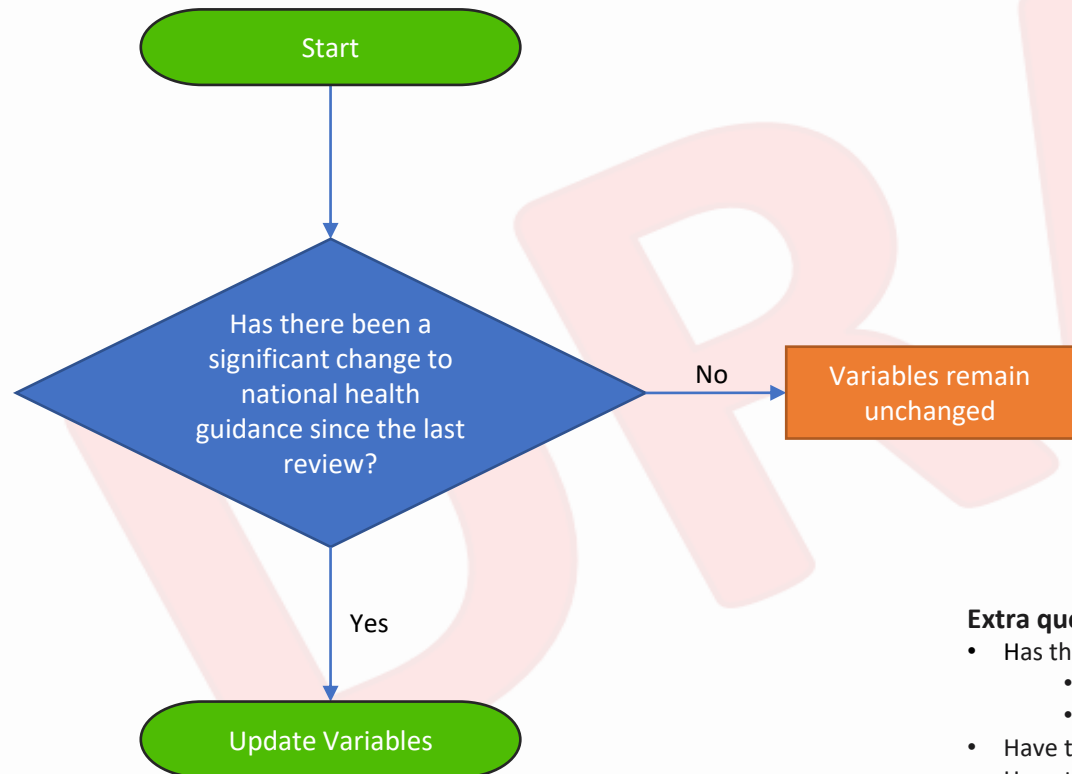 Start
Has there been a
significant change to
national health
guidance since the last
review?
No
Variables remain
unchanged
Yes
Extra
• Has
•
•
• Have
Update Variables